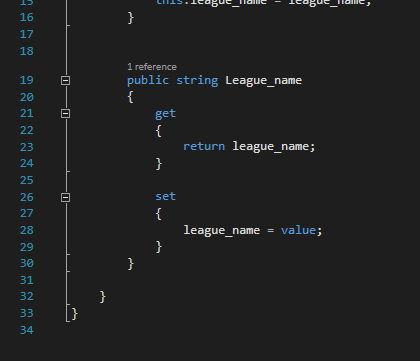 15 this.league_name = league_name;
16 }
17
18
1 reference
19 public string League_name
20 {
21 get
22 {
23 return league_name;
24 }
25
26 set
27 {
28 league_name = value;
29 }
30 }
31
32 }
33 }
34